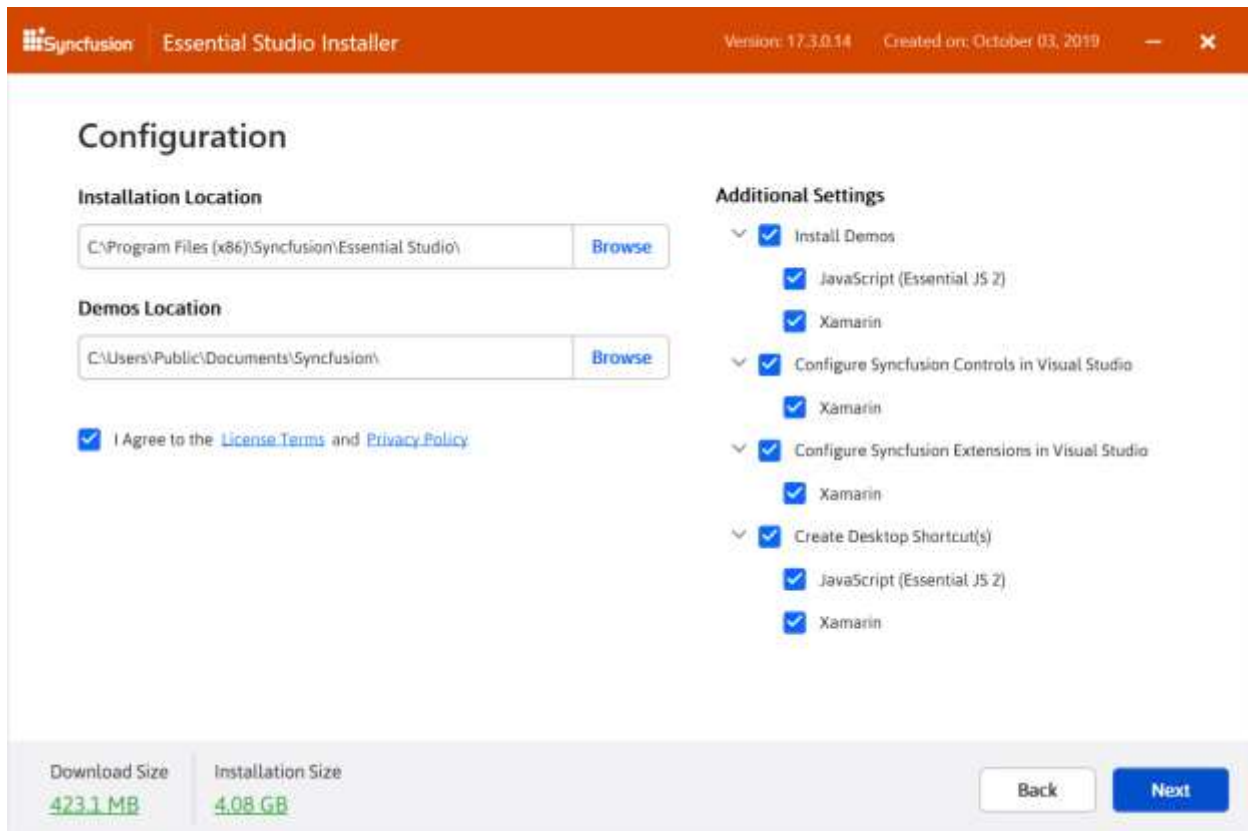 Syncfusion Essential Studio Installer Version: 17.3.0.14 Created on: October 03, 2019
Configuration
Installation Location
C:\Program Files (x86)\Syncfusion\Essential Studio\ Browse
Demos Location
C:\Users\Public\Documents\Syncfusion\ Browse
I Agree to the License Terms and Privacy Policy
Additional Settings
Install Demos
JavaScript (Essential JS 2)
Xamarin
Configure Syncfusion Controls in Visual Studio
Xamarin
Configure Syncfusion Extensions in Visual Studio
Xamarin
Create Desktop Shortcut(s)
JavaScript (Essential JS 2)
Xamarin
Download Size
423.1 MB
Installation Size
4.08 GB
Back
Next